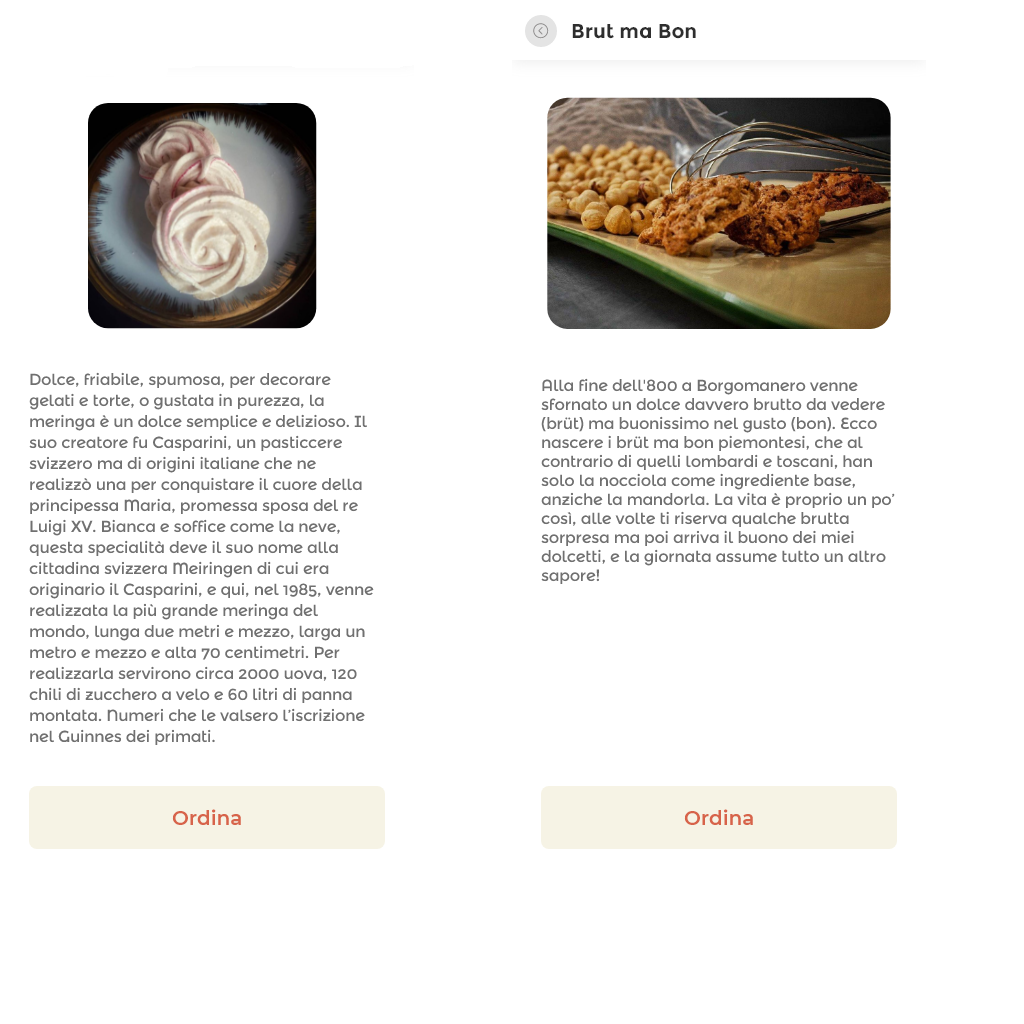 Dolce, friabile, spumosa, per decorare
gelati e torte, o gustata in purezza, la
meringa è un dolce semplice e delizioso. Il
suo creatore fu Casparini, un pasticcere
svizzero ma di origini italiane che ne
realizzò una per conquistare il cuore della
principessa Maria, promessa sposa del re
Luigi XV. Bianca e soffice come la neve,
questa specialità deve il suo nome alla
cittadina svizzera Meiringen di cui era
originario il Casparini, e qui, nel 1985, venne
realizzata la più grande meringa del
mondo, lunga due metri e mezzo, larga un
metro e mezzo e alta 70 centimetri. Per
realizzarla servirono circa 2000 uova, 120
chili di zucchero a velo e 60 litri di panna
montata. Numeri che le valsero l'iscrizione
nel Guinnes dei primati.
Ordina
Brut ma Bon
Alla fine dell'800 a Borgomanero venne
sfornato un dolce davvero brutto da vedere
(brüt) ma buonissimo nel gusto (bon). Ecco
nascere i brüt ma bon piemontesi, che al
contrario di quelli lombardi e toscani, han
solo la nocciola come ingrediente base,
anziche la mandorla. La vita è proprio un po'
così, alle volte ti riserva qualche brutta
sorpresa ma poi arriva il buono dei miei
dolcetti, e la giornata assume tutto un altro
sapore!
Ordina